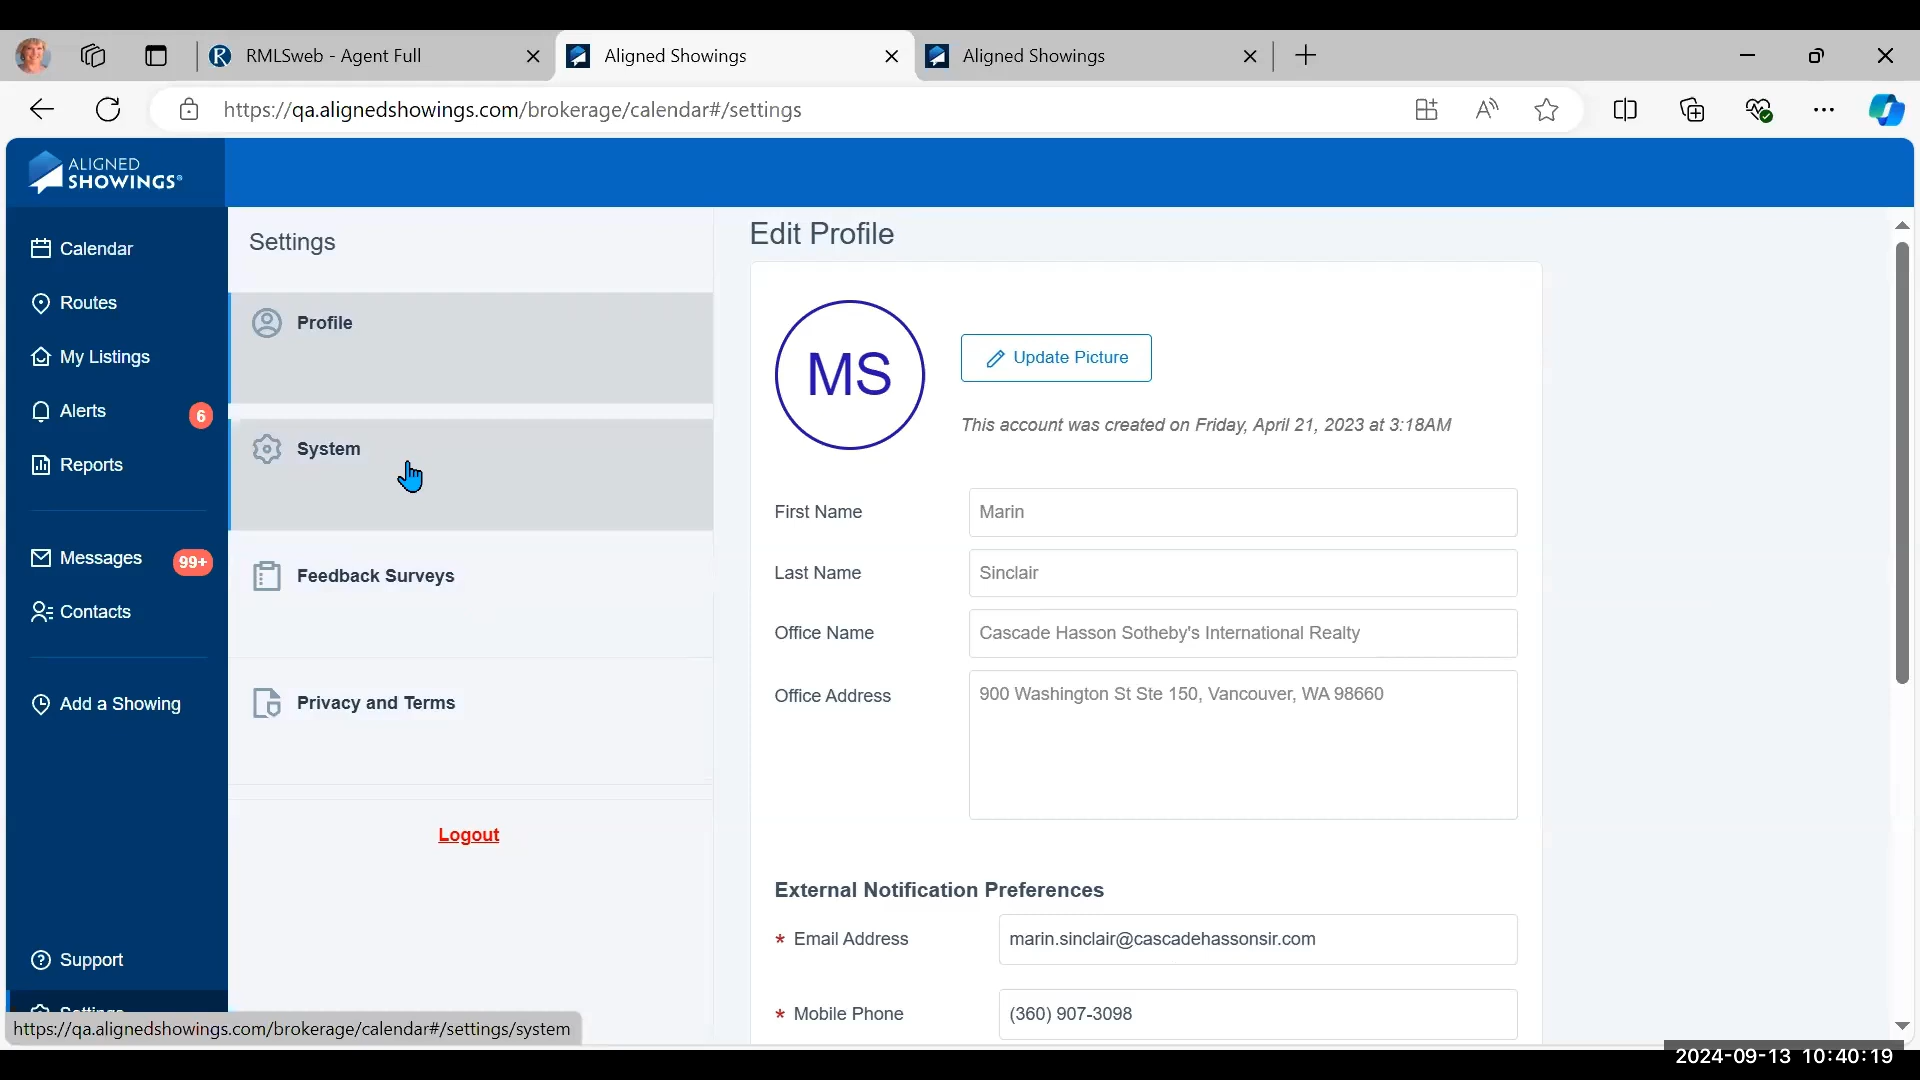 RMLSweb - Agent Full
Aligned Showings
Aligned Showings
https://qa.alignedshowings.com/brokerage/calendar#/settings
ALIGNED
SHOWINGS®
Calendar
Routes
My Listings
Alerts
6
Reports
Messages
99+
Contacts
Add a Showing
Support
Settings
Settings
Profile
System
Feedback Surveys
Privacy and Terms
Logout
Edit Profile
MS
Update Picture
This account was created on Friday, April 21, 2023 at 3:18AM
First Name
Marin
Last Name
Sinclair
Office Name
Cascade Hasson Sotheby's International Realty
Office Address
900 Washington St Ste 150, Vancouver, WA 98660
External Notification Preferences
* Email Address
marin.sinclair@cascadehassonsir.com
* Mobile Phone
(360) 907-3098
https://qa.alignedshowings.com/brokerage/calendar#/settings/system
2024-09-13 10:40:19